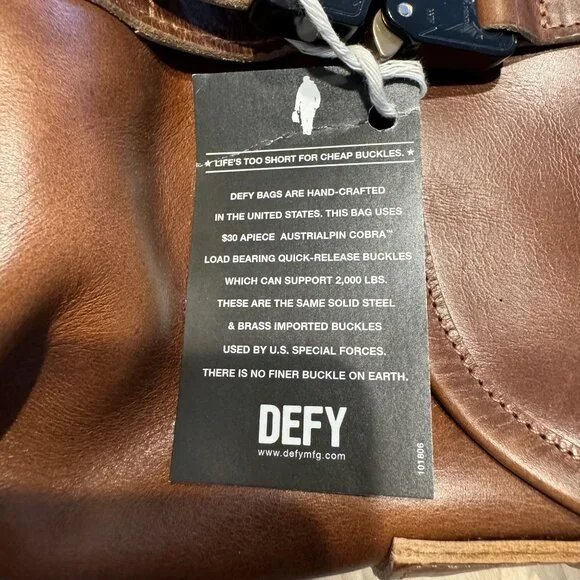 ★ LIFE'S TOO SHORT FOR CHEAP BUCKLES. ★
DEFY BAGS ARE HAND-CRAFTED
IN THE UNITED STATES. THIS BAG USES
$30 APIECE AUSTRIALPIN COBRA™
LOAD BEARING QUICK-RELEASE BUCKLES
WHICH CAN SUPPORT 2,000 LBS.
THESE ARE THE SAME SOLID STEEL
& BRASS IMPORTED BUCKLES
USED BY U.S. SPECIAL FORCES.
THERE IS NO FINER BUCKLE ON EARTH.
DEFY
www.defymfg.com
101806